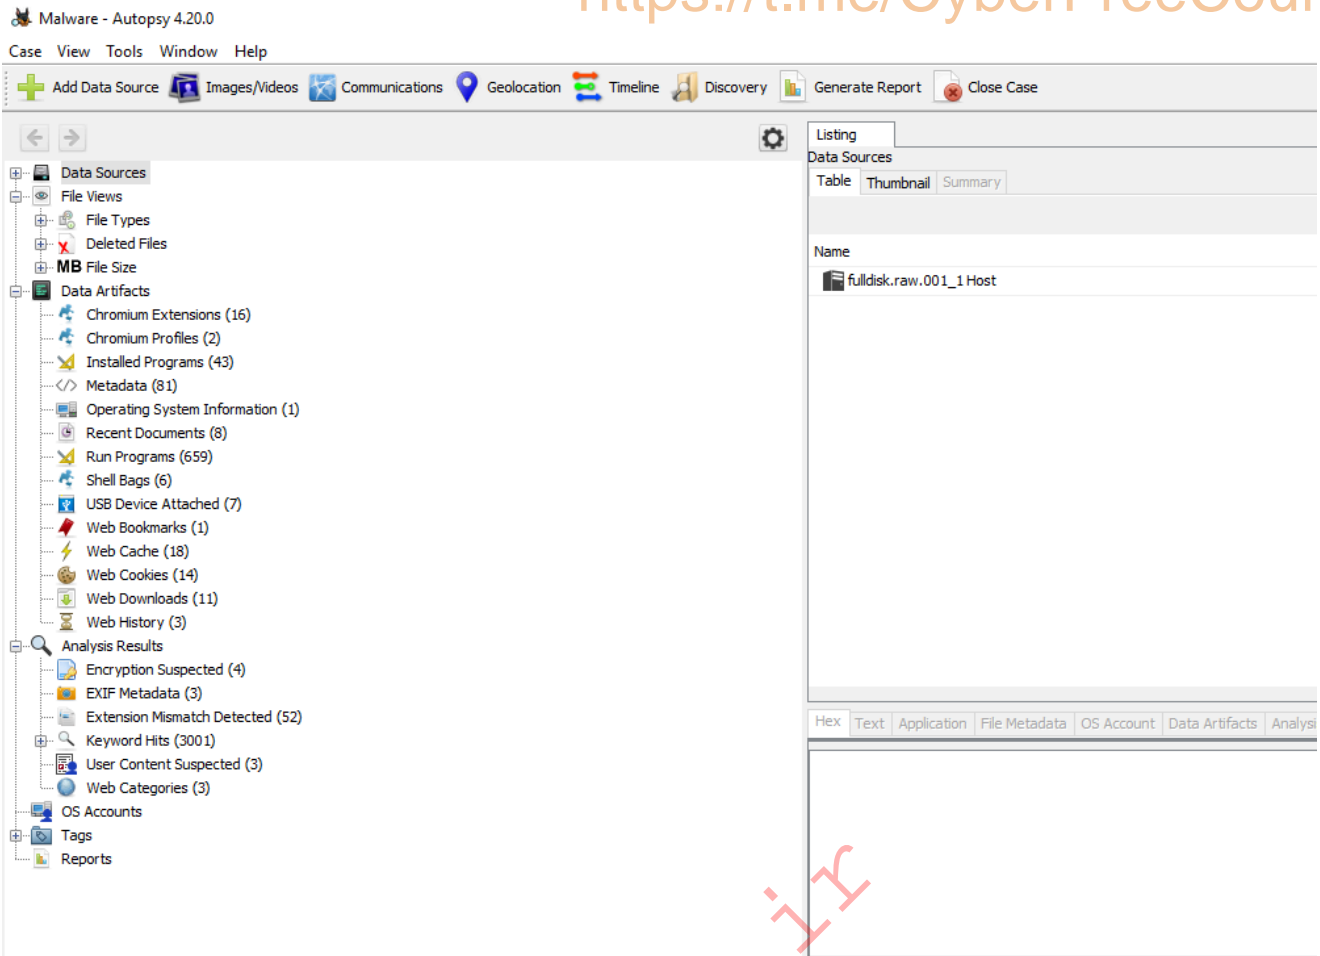 https://t.me/CyberFreeCour
Malware - Autopsy 4.20.0
Case View Tools Window Help
Add Data Source Images/Videos Communications Geolocation Timeline Discovery Generate Report Close Case
Listing
Data Sources
Table Thumbnail Summary
Name
fulldisk.raw.001_1 Host
Data Sources
File Views
File Types
Deleted Files
MB File Size
Data Artifacts
Chromium Extensions (16)
Chromium Profiles (2)
Installed Programs (43)
</> Metadata (81)
Operating System Information (1)
Recent Documents (8)
Run Programs (659)
Shell Bags (6)
USB Device Attached (7)
Web Bookmarks (1)
Web Cache (18)
Web Cookies (14)
Web Downloads (11)
Web History (3)
Analysis Results
Encryption Suspected (4)
EXIF Metadata (3)
Extension Mismatch Detected (52)
Keyword Hits (3001)
User Content Suspected (3)
Web Categories (3)
OS Accounts
Tags
Reports
Hex Text Application File Metadata OS Account Data Artifacts Analysi
ir